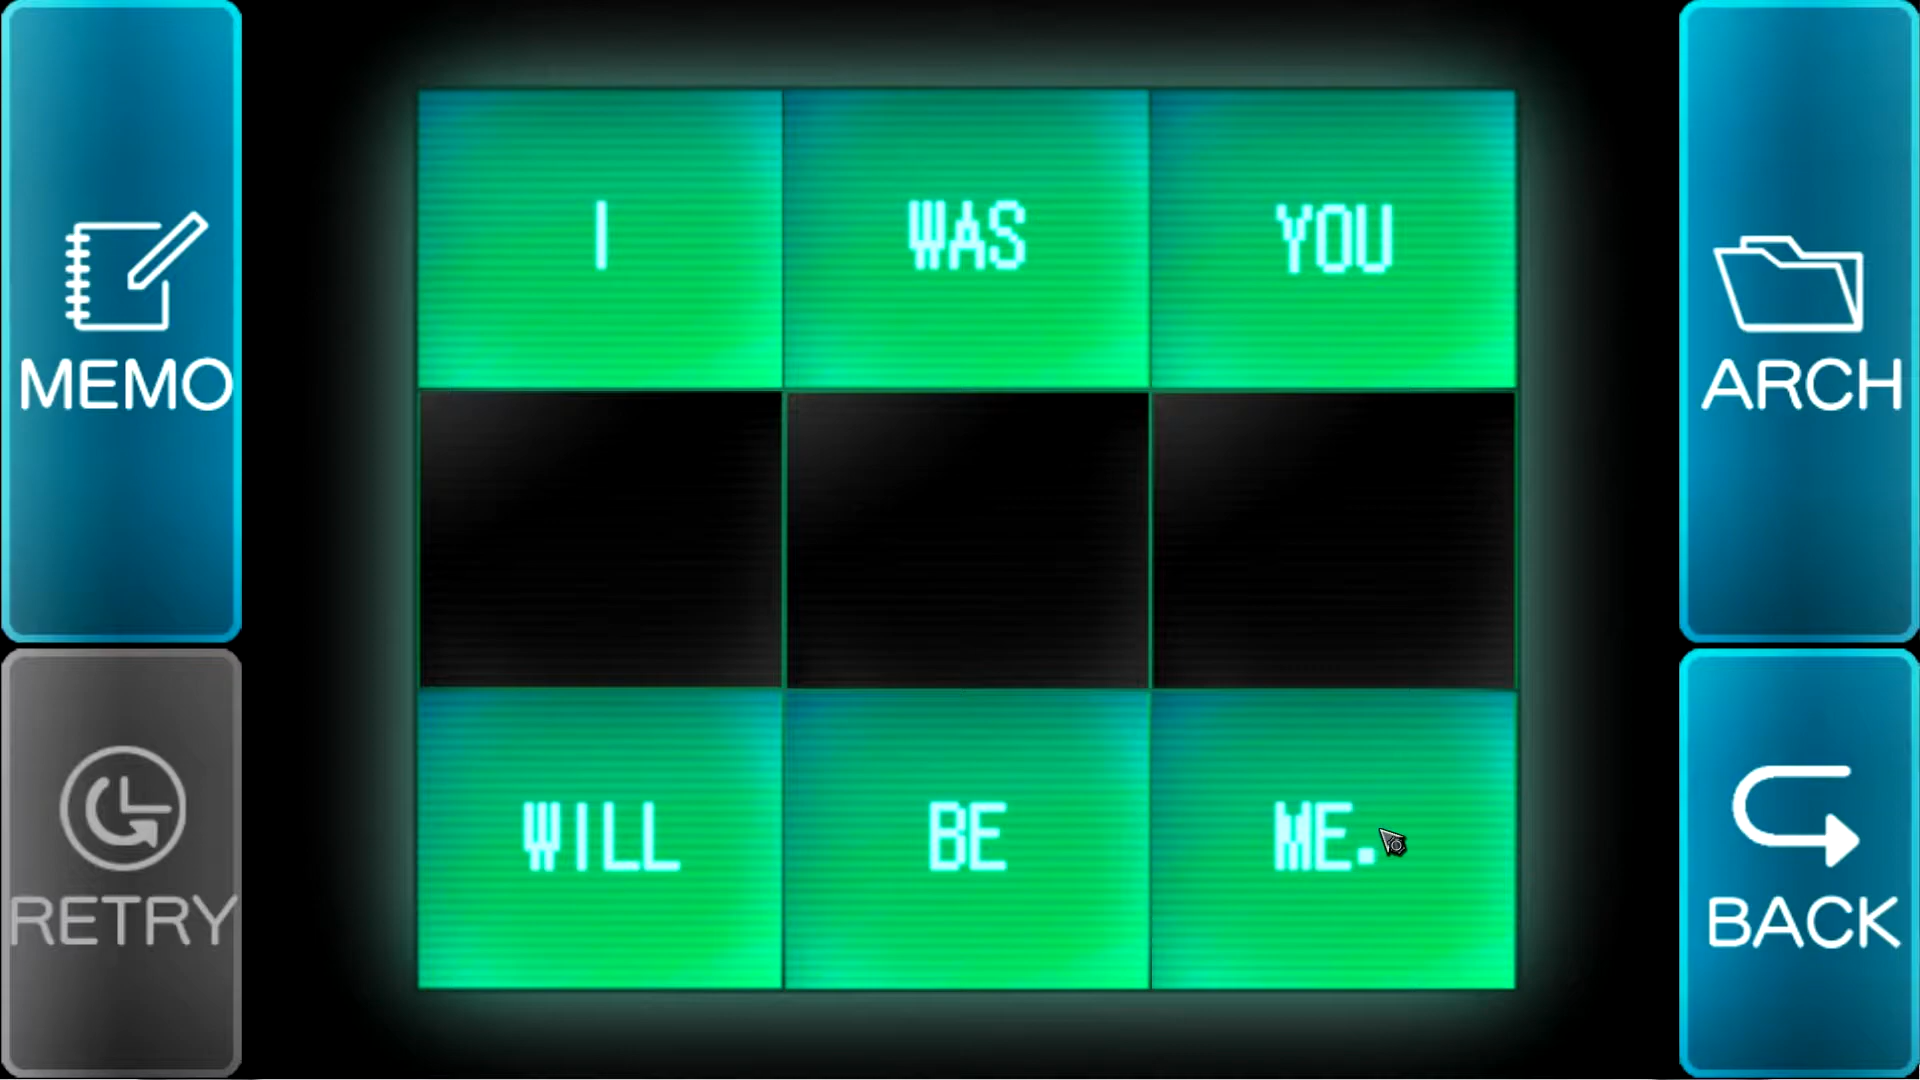 I WAS YOU
WILL BE ME.
MEMO
RETRY
ARCH
BACK